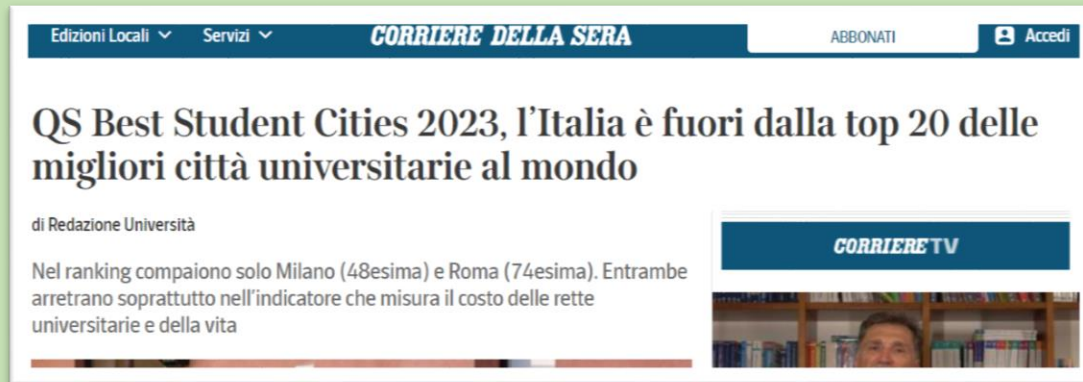 Edizioni Locali Servizi CORRIERE DELLA SERA ABBONATI Accedi
QS Best Student Cities 2023, l'Italia è fuori dalla top 20 delle
migliori città universitarie al mondo
di Redazione Università
Nel ranking compaiono solo Milano (48esima) e Roma (74esima). Entrambe
arretrano soprattutto nell'indicatore che misura il costo delle rette
universitarie e della vita
CORRIERE TV